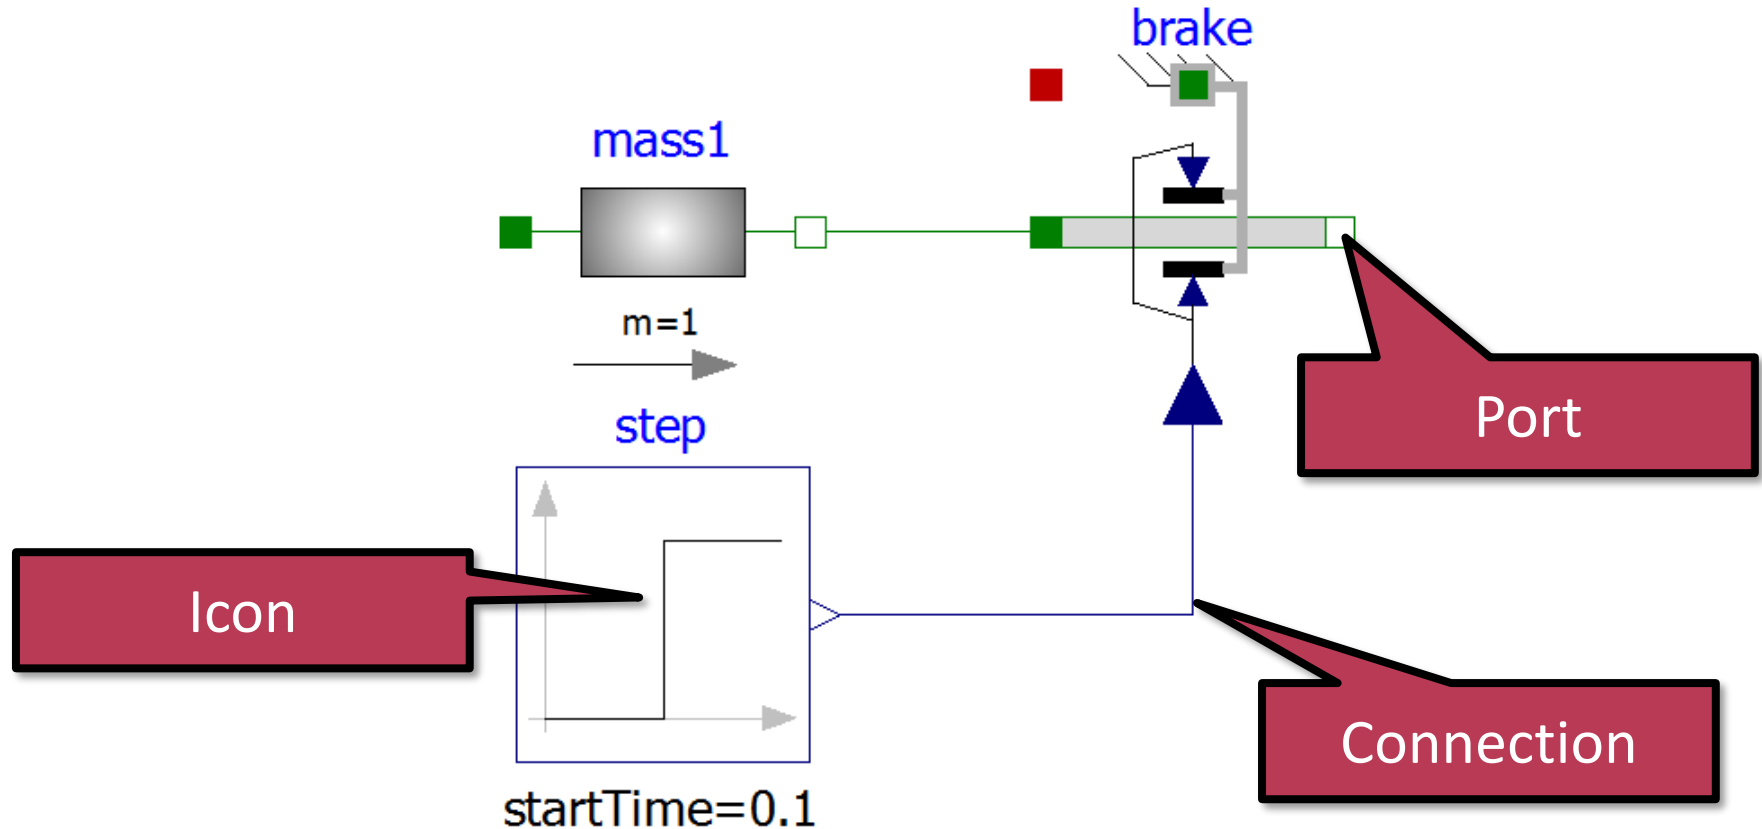 brake
mass1
m=1
Port
step
Icon
Connection
startTime=0.1